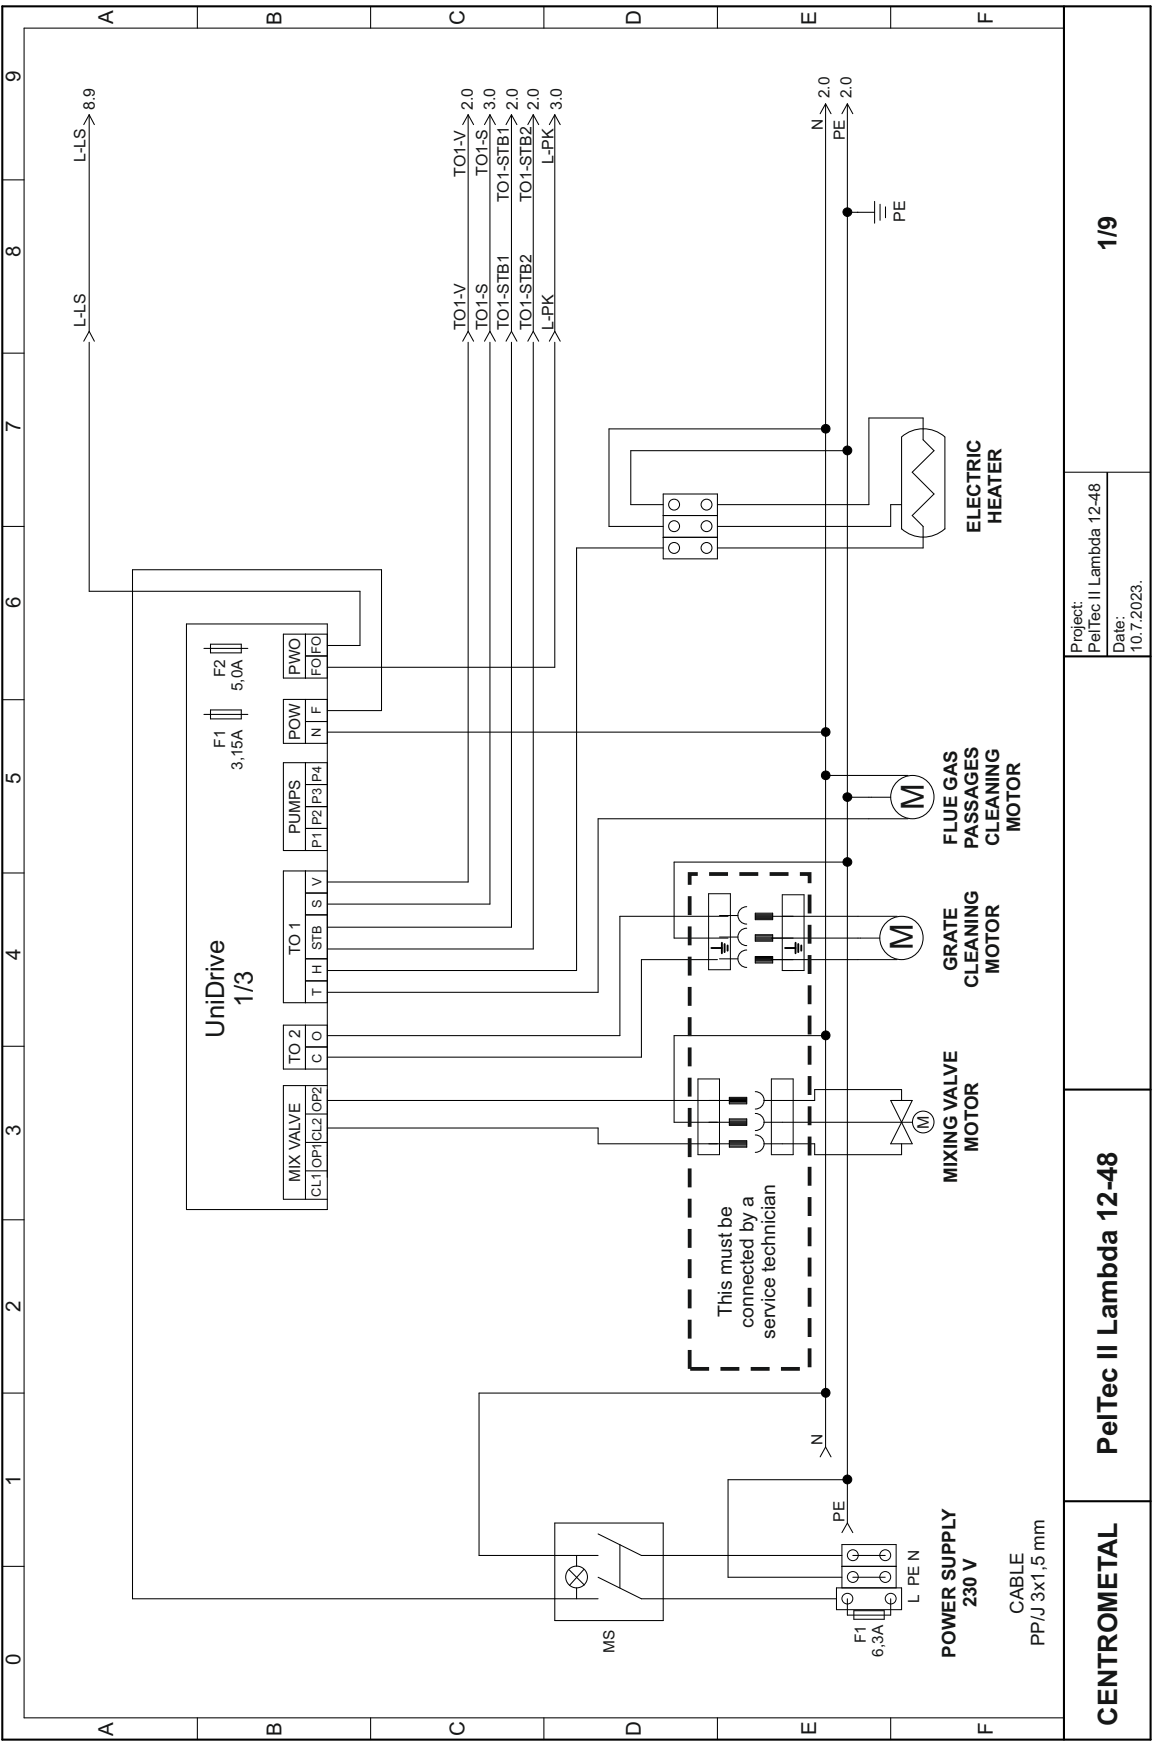 0 1 2 3 4 5 6 7 8 9
A
B
C
D
E
F
A
B
C
D
E
F
L-LS
L-LS 8.9
UniDrive
1/3
F1
3,15A
F2
5,0A
MIX VALVE
CL1 OP1 CL2 OP2
TO 2
C O
TO 1
T H STB S V
PUMPS
P1 P2 P3 P4
POW
N F
PWO
FO FO
TO1-V TO1-V 2.0
TO1-S TO1-S 3.0
TO1-STB1 TO1-STB1 2.0
TO1-STB2 TO1-STB2 2.0
L-PK L-PK 3.0
MS
This must be
connected by a
service technician
N
N 2.0
PE
PE 2.0
PE
F1
6,3A
L PE N
POWER SUPPLY
230 V
CABLE
PP/J 3x1,5 mm
M
MIXING VALVE
MOTOR
M
GRATE
CLEANING
MOTOR
M
FLUE GAS
PASSAGES
CLEANING
MOTOR
ELECTRIC
HEATER
CENTROMETAL
PelTec II Lambda 12-48
Project:
PelTec II Lambda 12-48
Date:
10.7.2023.
1/9